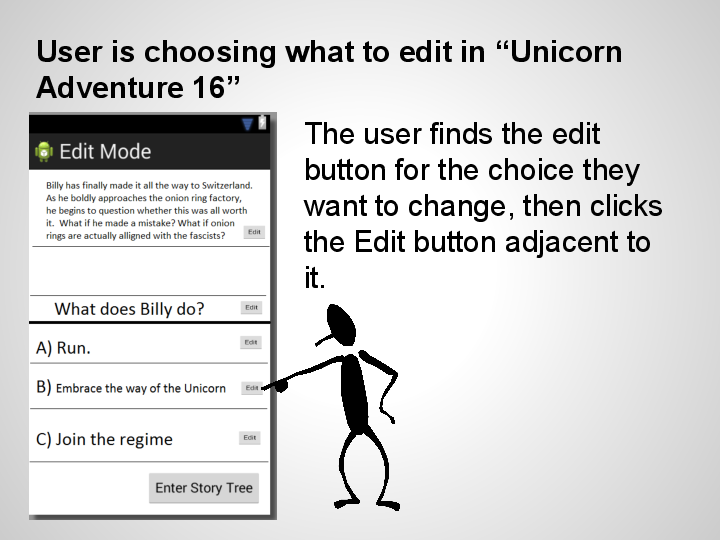 User is choosing what to edit in “Unicorn
Adventure 16”
The user finds the edit
button for the choice they
want to change, then clicks
the Edit button adjacent to
it.
Edit Mode
Billy has finally made it all the way to Switzerland.
As he boldly approaches the onion ring factory,
he begins to question whether this was all worth
it. What if he made a mistake? What if onion
rings are actually alligned with the fascists?
Edit
What does Billy do?
Edit
A) Run.
Edit
B) Embrace the way of the Unicorn
Edit
C) Join the regime
Edit
Enter Story Tree